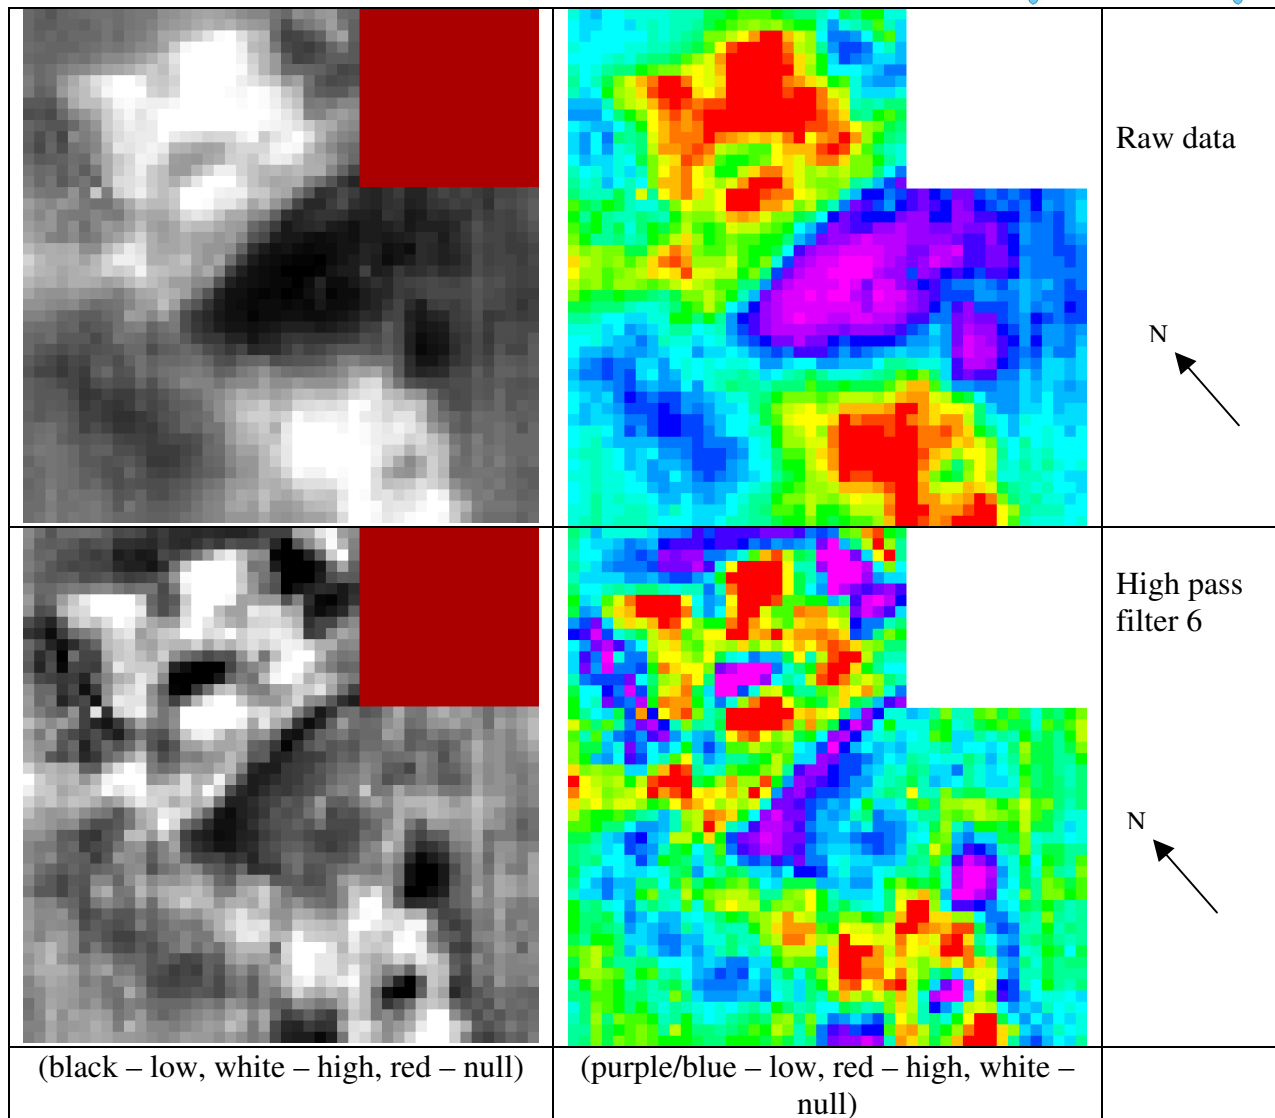 Raw data
N
High pass
filter 6
N
(black – low, white – high, red – null)
(purple/blue – low, red – high, white –
null)